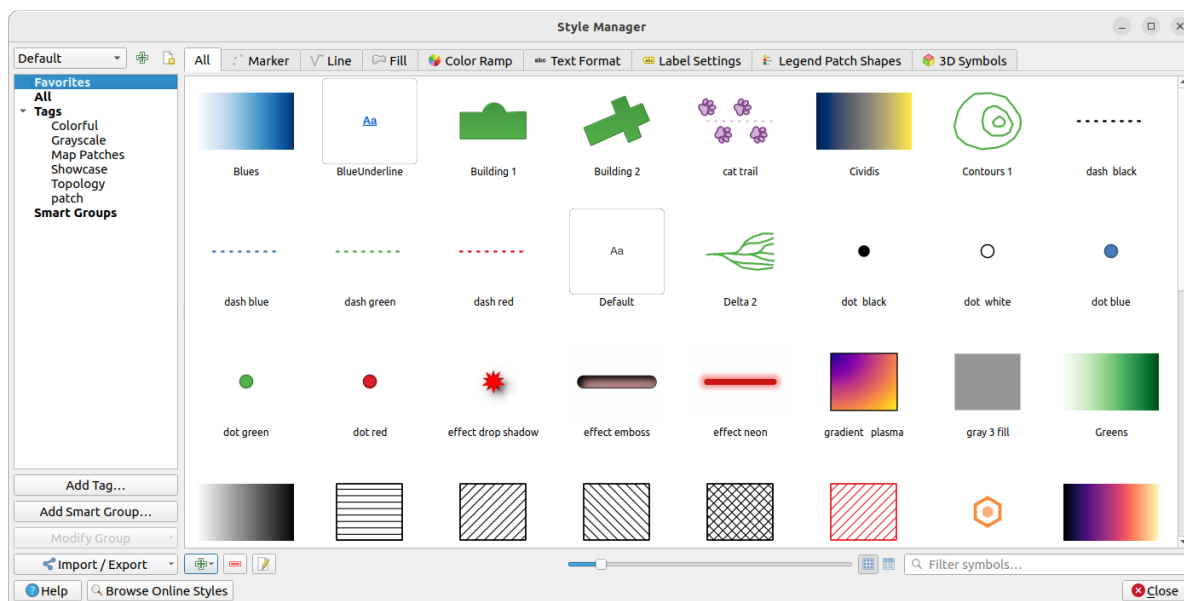 Style Manager
Default
All
Marker
Line
Fill
Color Ramp
abc Text Format
abc Label Settings
Legend Patch Shapes
3D Symbols
Favorites
All
Tags
Colorful
Grayscale
Map Patches
Showcase
Topology
patch
Smart Groups
Aa
Blues
BlueUnderline
Building 1
Building 2
cat trail
Cividis
Contours 1
dash black
Aa
dash blue
dash green
dash red
Default
Delta 2
dot black
dot white
dot blue
dot green
dot red
effect drop shadow
effect emboss
effect neon
gradient plasma
gray 3 fill
Greens
Add Tag...
Add Smart Group...
Modify Group
Import / Export
Filter symbols...
Help
Browse Online Styles
Close